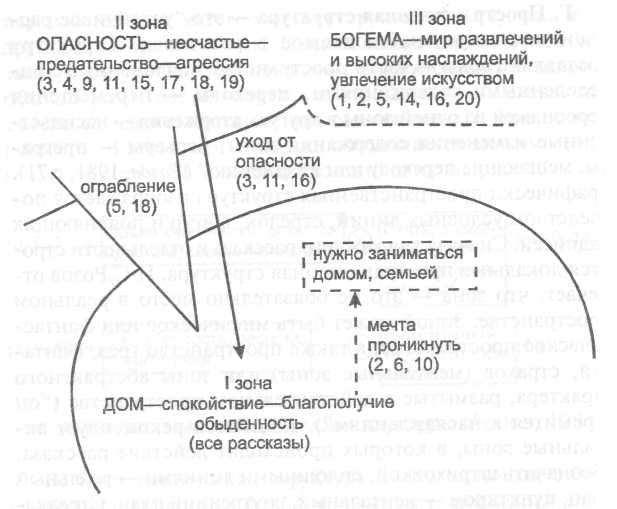 II зона
ОПАСНОСТЬ—несчастье
предательство—агрессия
(3, 4, 9, 11, 15, 17, 18, 19)
III зона
БОГЕМА—мир развлечений
и высоких наслаждений,
увлечение искусством
(1, 2, 5, 14, 16, 20)
уход от
опасности
(3, 11, 16)
ограбление
(5, 18)
нужно заниматься
домом, семьей
мечта
проникнуть
(2, 6, 10)
I зона
ДОМ—спокойствие—благополучие
обыденность
(все рассказы)